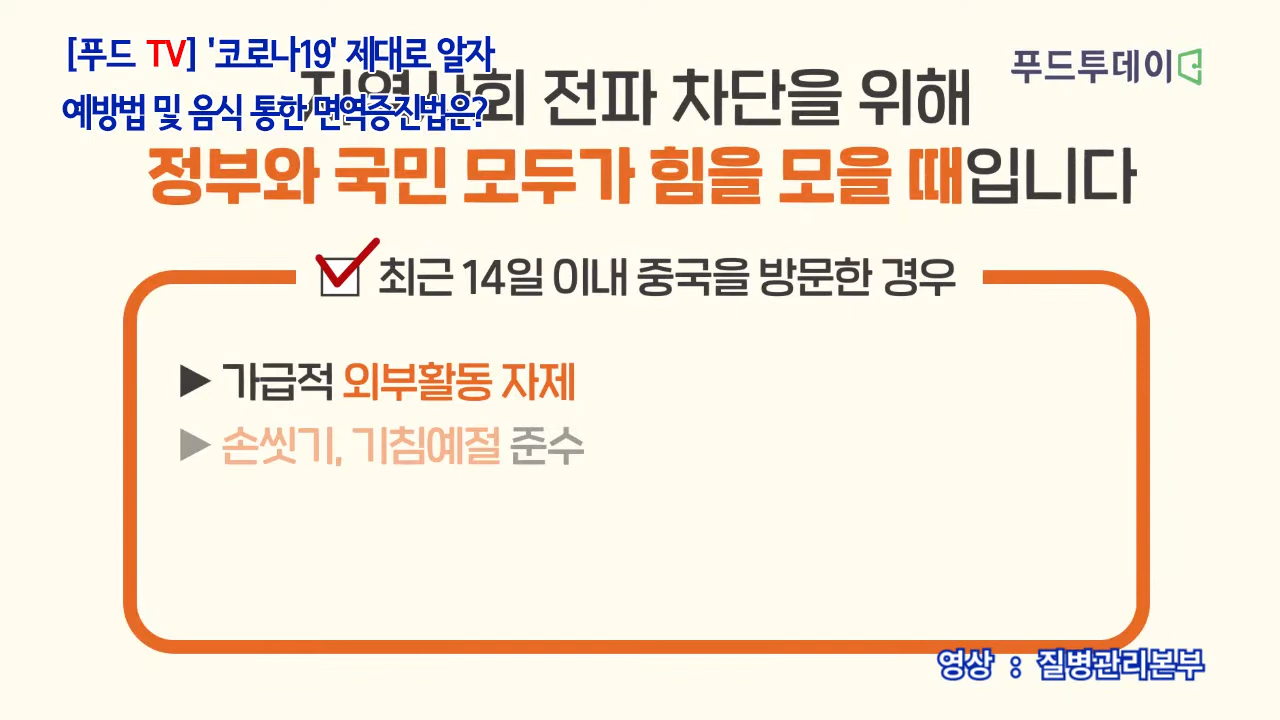 [푸드 TV] '코로나19' 제대로 알자
예방법 및 음식 통한 면역증진법은?
푸드투데이
지역사회 전파 차단을 위해
정부와 국민 모두가 힘을 모을 때입니다
최근 14일 이내 중국을 방문한 경우
▶ 가급적 외부활동 자제
▶ 손씻기, 기침예절 준수
영상 : 질병관리본부